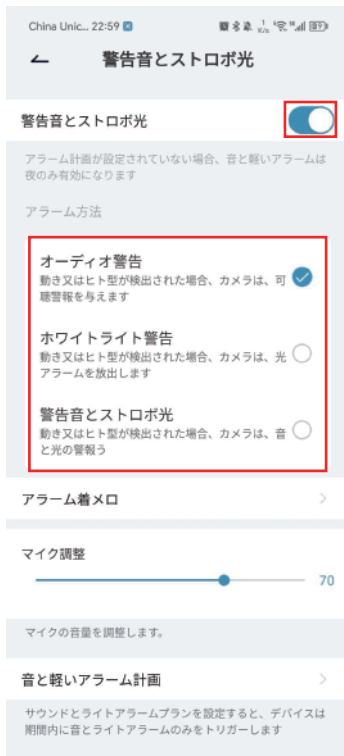 China Unic... 22:59
警告音とストロボ光
警告音とストロボ光
アラーム計画が設定されていない場合、音と軽いアラームは
夜のみ有効になります
アラーム方法
オーディオ警告
動き又はヒト型が検出された場合、カメラは、可
聴警報を与えます
ホワイトライト警告
動き又はヒト型が検出された場合、カメラは、光
アラームを放出します
警告音とストロボ光
動き又はヒト型が検出された場合、カメラは、音
と光の警報う
アラーム着メロ
マイク調整
70
マイクの音量を調整します。
音と軽いアラーム計画
サウンドとライトアラームプランを設定すると、デバイスは
期間内に音とライトアラームのみをトリガーします